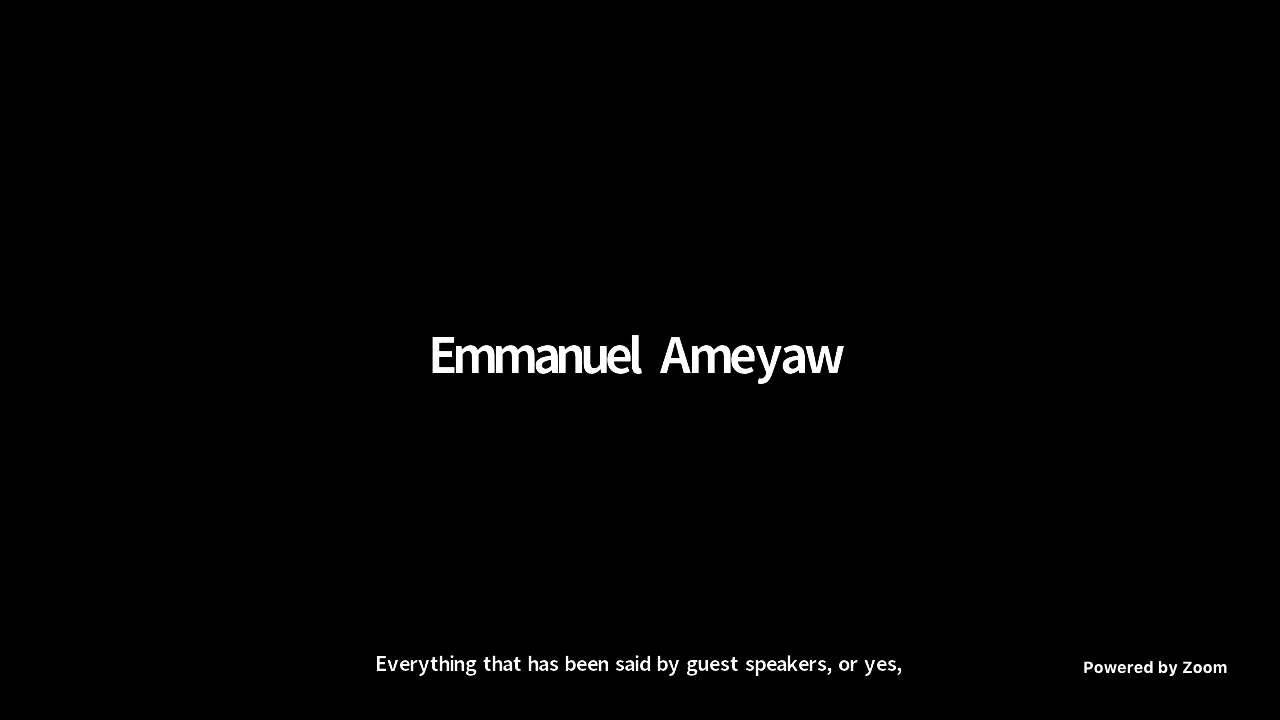 Emmanuel Ameyaw
Everything that has been said by guest speakers, or yes,
Powered by Zoom